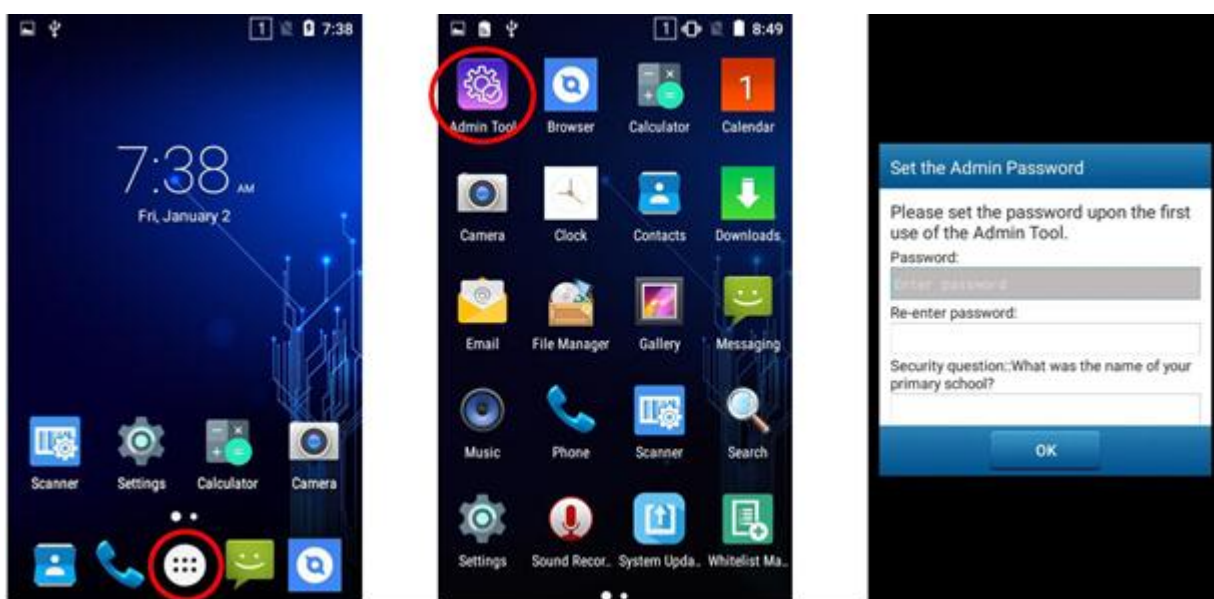 1 7:38
7:38 AM
Fri, January 2
Scanner Settings Calculator Camera
1 8:49
1
Admin Tool Browser Calculator Calendar
Camera Clock Contacts Downloads
Email File Manager Gallery Messaging
Music Phone Scanner Search
Settings Sound Recor.. System Upda.. Whitelist Ma..
Set the Admin Password
Please set the password upon the first
use of the Admin Tool.
Password:
Enter password
Re-enter password:
Security question::What was the name of your
primary school?
OK